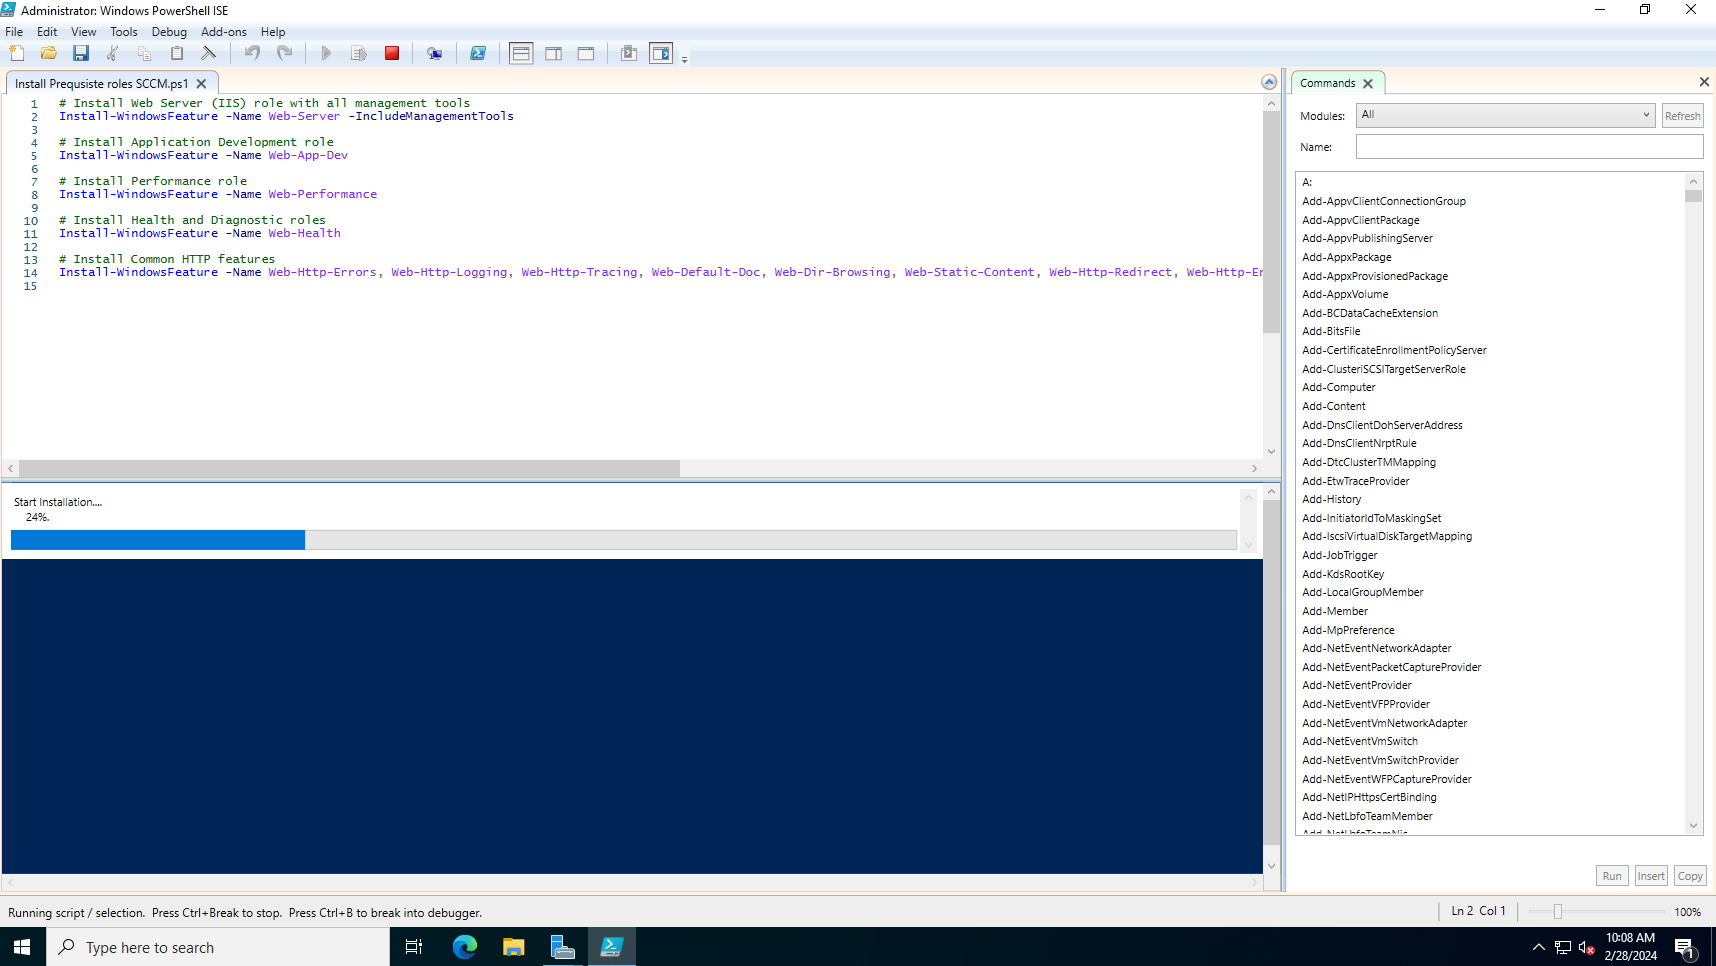 Administrator: Windows PowerShell ISE
File Edit View Tools Debug Add-ons Help
Install Prequsiste roles SCCM.ps1
1 # Install Web Server (IIS) role with all management tools
2 Install-WindowsFeature -Name Web-Server -IncludeManagementTools
3
4 # Install Application Development role
5 Install-WindowsFeature -Name Web-App-Dev
6
7 # Install Performance role
8 Install-WindowsFeature -Name Web-Performance
9
10 # Install Health and Diagnostic roles
11 Install-WindowsFeature -Name Web-Health
12
13 # Install Common HTTP features
14 Install-WindowsFeature -Name Web-Http-Errors, Web-Http-Logging, Web-Http-Tracing, Web-Default-Doc, Web-Dir-Browsing, Web-Static-Content, Web-Http-Redirect, Web-Http-Er
15
Start Installation....
24%.
Commands
Modules: All Refresh
Name:
A:
Add-AppvClientConnectionGroup
Add-AppvClientPackage
Add-AppvPublishingServer
Add-AppxPackage
Add-AppxProvisionedPackage
Add-AppxVolume
Add-BCDataCacheExtension
Add-BitsFile
Add-CertificateEnrollmentPolicyServer
Add-ClusteriSCSITargetServerRole
Add-Computer
Add-Content
Add-DnsClientDohServerAddress
Add-DnsClientNrptRule
Add-DtcClusterTMMapping
Add-EtwTraceProvider
Add-History
Add-InitiatorIdToMaskingSet
Add-IscsiVirtualDiskTargetMapping
Add-JobTrigger
Add-KdsRootKey
Add-LocalGroupMember
Add-Member
Add-MpPreference
Add-NetEventNetworkAdapter
Add-NetEventPacketCaptureProvider
Add-NetEventProvider
Add-NetEventVFPProvider
Add-NetEventVmNetworkAdapter
Add-NetEventVmSwitch
Add-NetEventVmSwitchProvider
Add-NetEventWFPCaptureProvider
Add-NetIPHttpsCertBinding
Add-NetLbfoTeamMember
Add-NetLbfoTeamNic
Run Insert Copy
Running script / selection. Press Ctrl+Break to stop. Press Ctrl+B to break into debugger.
Ln 2 Col 1
100%
Type here to search
10:08 AM
2/28/2024
1